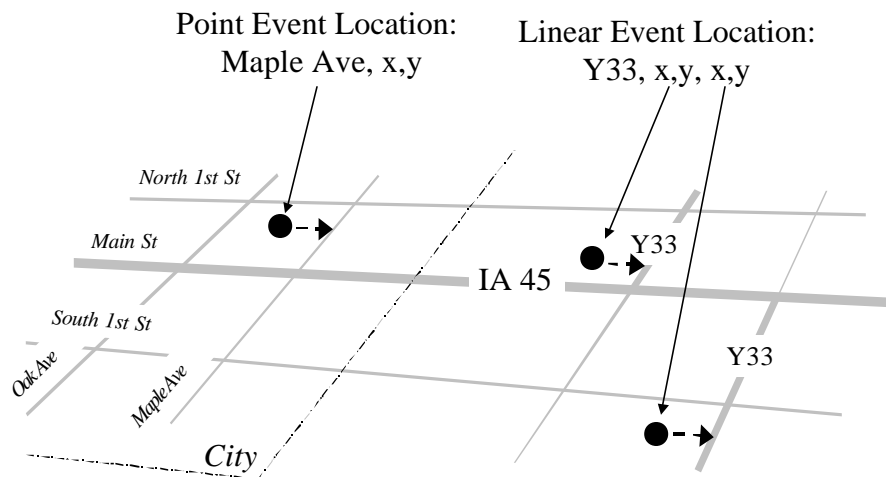 Point Event Location:
Maple Ave, x,y
Linear Event Location:
Y33, x,y, x,y
North 1st St
Main St
Y33
IA 45
South 1st St
Oak Ave
Maple Ave
Y33
City